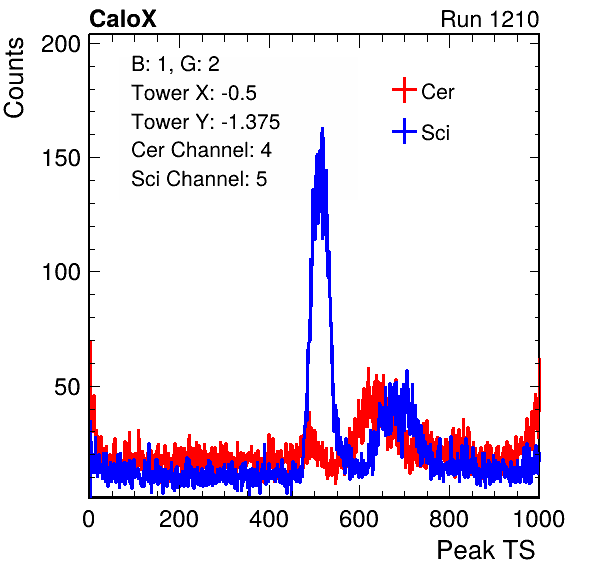 CaloX Run 1210
Counts
200
150
100
50
B: 1, G: 2
Tower X: -0.5
Tower Y: -1.375
Cer Channel: 4
Sci Channel: 5
Cer
Sci
0 200 400 600 800 1000
Peak TS